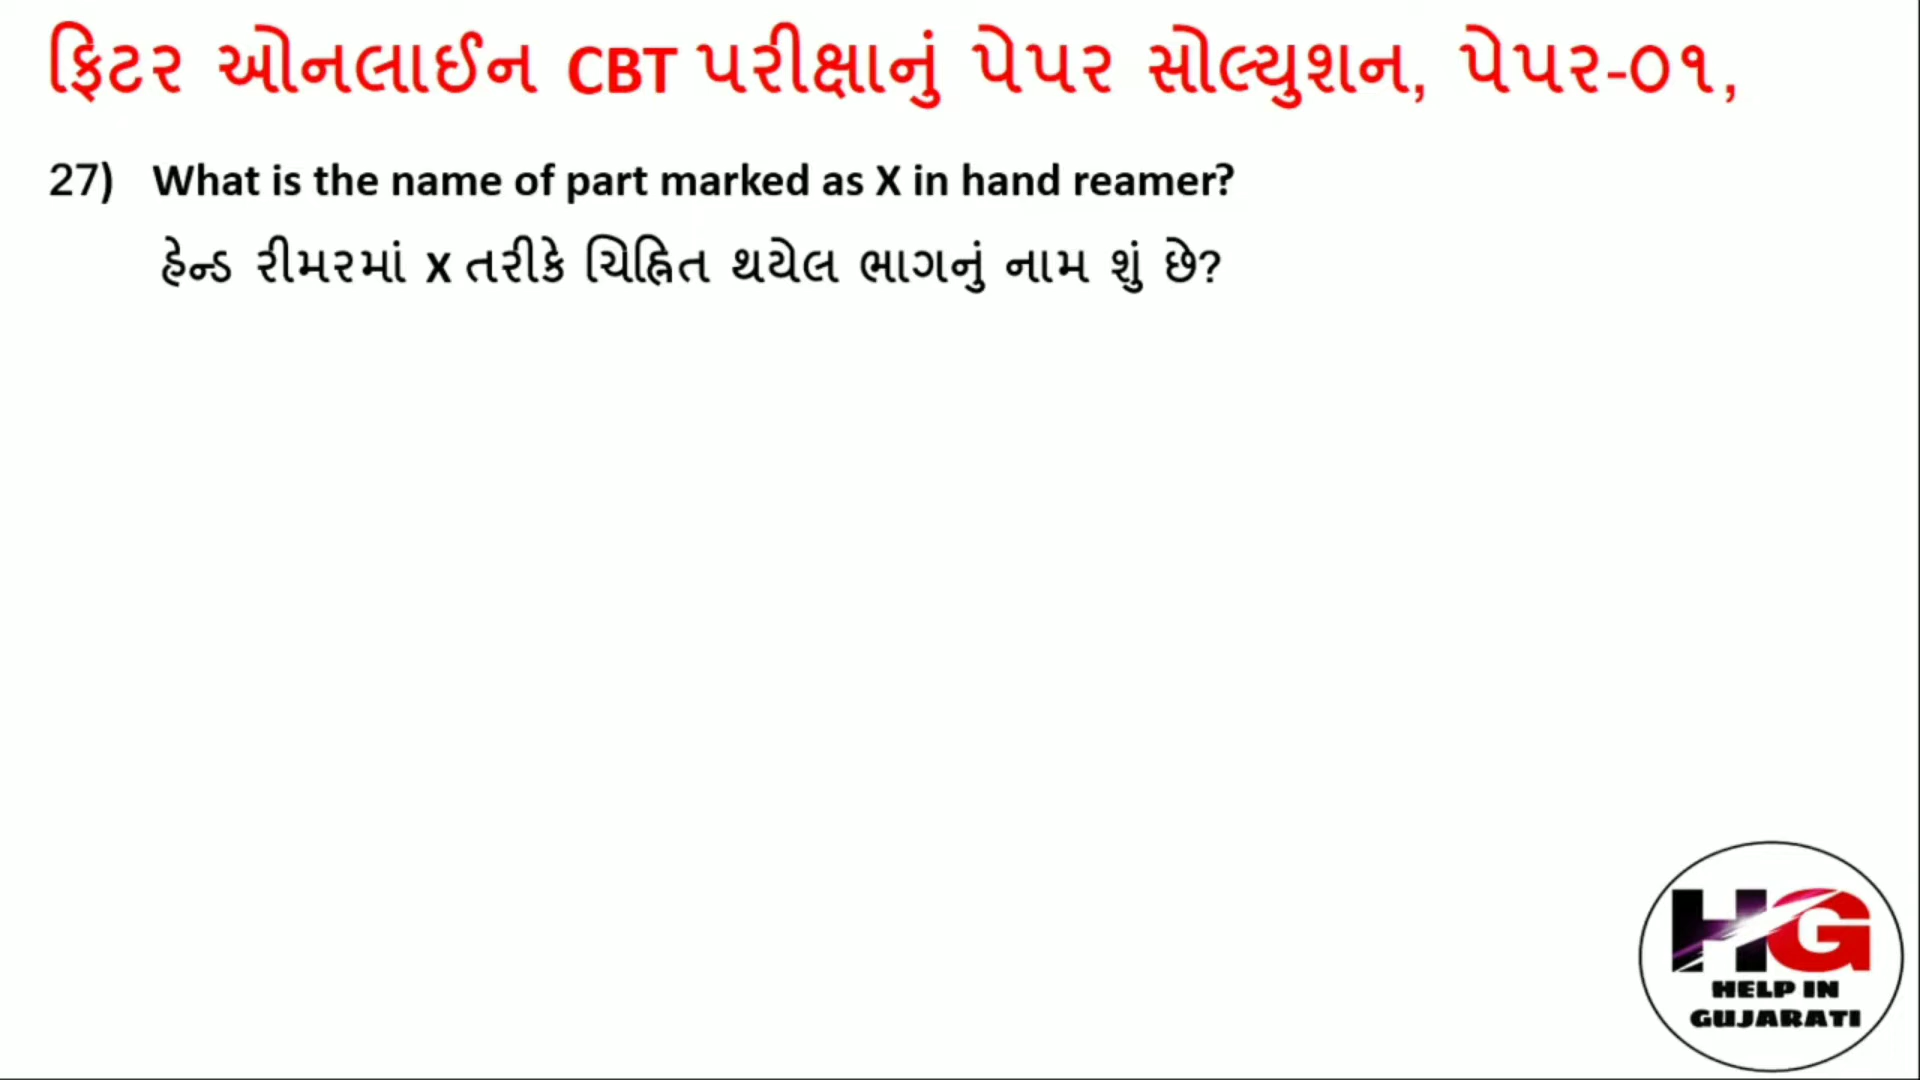 ફિટર ઓનલાઈન CBT પરીક્ષાનું પેપર સોલ્યુશન, પેપર-૦૧,
27) What is the name of part marked as X in hand reamer?
હેન્ડ રીમરમાં X તરીકે ચિહ્નિત થયેલ ભાગનું નામ શું છે?
HG
HELP IN
GUJARATI